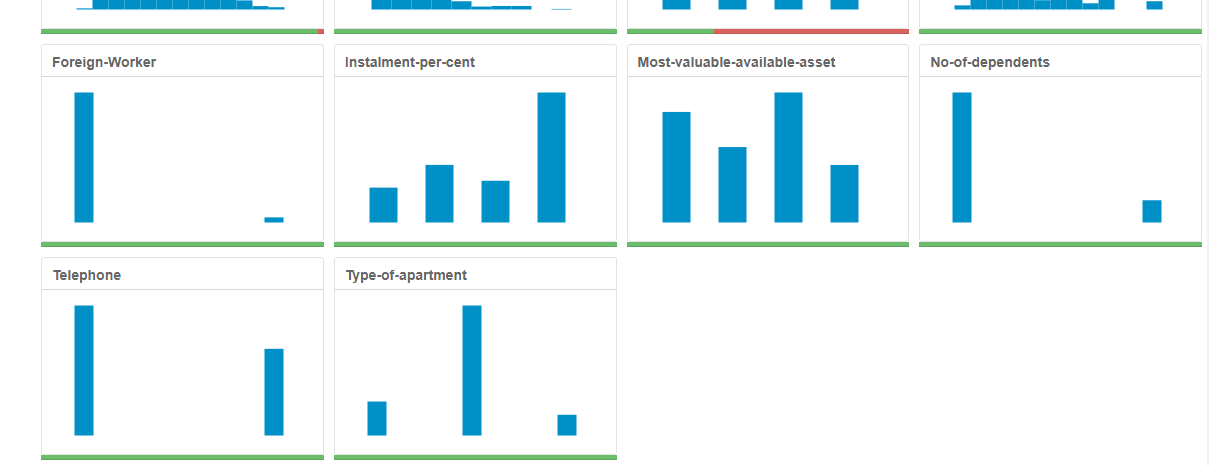 Foreign-Worker
Instalment-per-cent
Most-valuable-available-asset
No-of-dependents
Telephone
Type-of-apartment